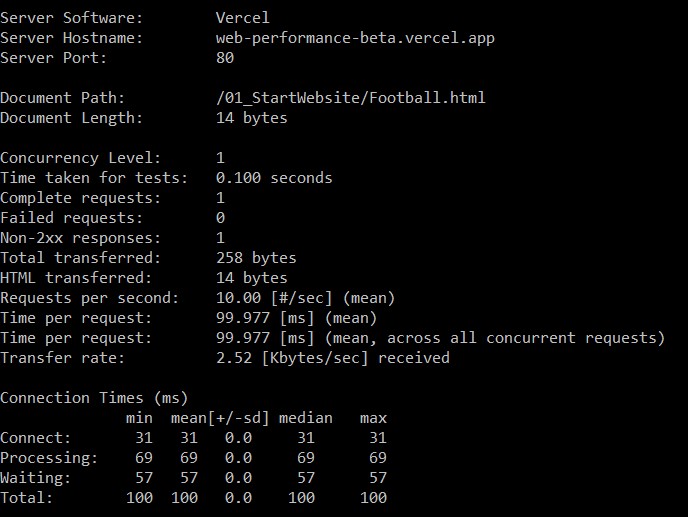 Server Software: Vercel
Server Hostname: web-performance-beta.vercel.app
Server Port: 80
Document Path: /01_StartWebsite/Football.html
Document Length: 14 bytes
Concurrency Level: 1
Time taken for tests: 0.100 seconds
Complete requests: 1
Failed requests: 0
Non-2xx responses: 1
Total transferred: 258 bytes
HTML transferred: 14 bytes
Requests per second: 10.00 [#/sec] (mean)
Time per request: 99.977 [ms] (mean)
Time per request: 99.977 [ms] (mean, across all concurrent requests)
Transfer rate: 2.52 [Kbytes/sec] received
Connection Times (ms)
min mean[+/-sd] median max
Connect: 31 31 0.0 31 31
Processing: 69 69 0.0 69 69
Waiting: 57 57 0.0 57 57
Total: 100 100 0.0 100 100